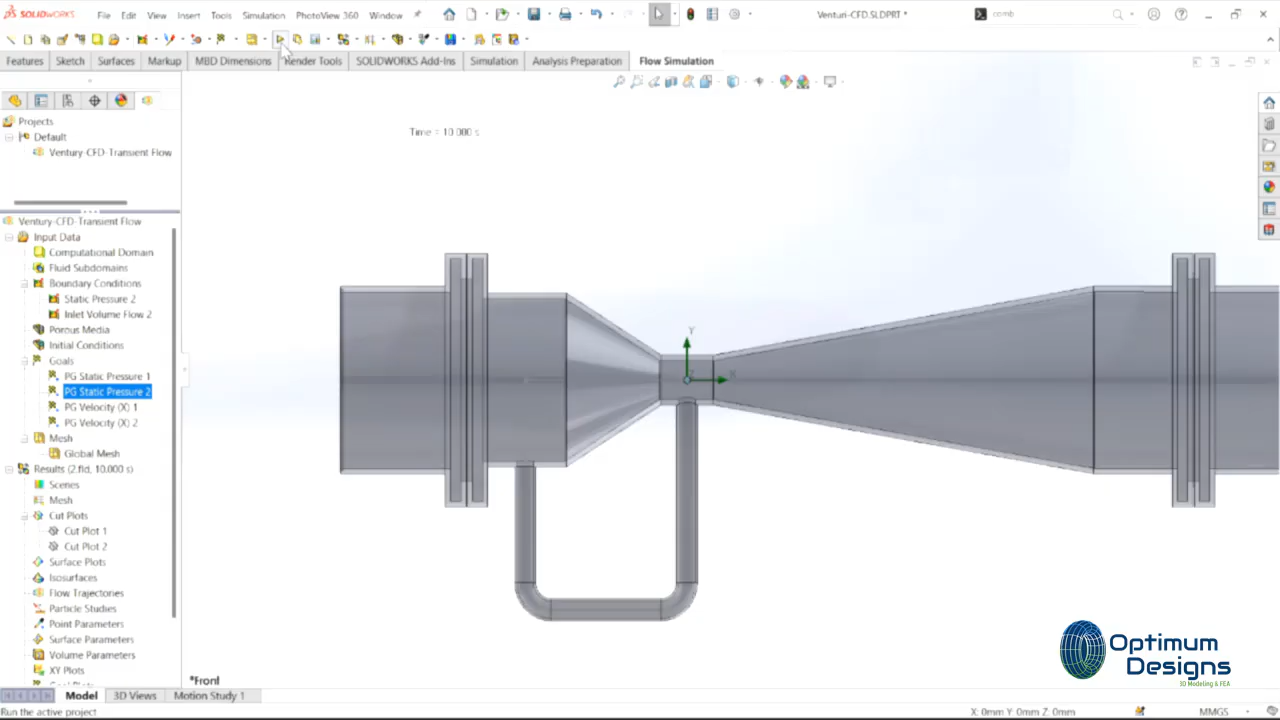 SOLIDWORKS File Edit View Insert Tools Simulation PhotoView 360 Window Venturi-CFD.SLDPRT * comb
Features Sketch Surfaces Markup MBD Dimensions Render Tools SOLIDWORKS Add-Ins Simulation Analysis Preparation Flow Simulation
Projects
Default
Ventury-CFD-Transient Flow
Ventury-CFD-Transient Flow
Input Data
Computational Domain
Fluid Subdomains
Boundary Conditions
Static Pressure 2
Inlet Volume Flow 2
Porous Media
Initial Conditions
Goals
PG Static Pressure 1
PG Static Pressure 2
PG Velocity (X) 1
PG Velocity (X) 2
Mesh
Global Mesh
Results (2.fld, 10.000 s)
Scenes
Mesh
Cut Plots
Cut Plot 1
Cut Plot 2
Surface Plots
Isosurfaces
Flow Trajectories
Particle Studies
Point Parameters
Surface Parameters
Volume Parameters
XY Plots
Time = 10.000 s
Y
X
*Front
Optimum
Designs
3D Modeling & FEA
Model 3D Views Motion Study 1
Run the active project X: 0mm Y: 0mm Z: 0mm MMGS